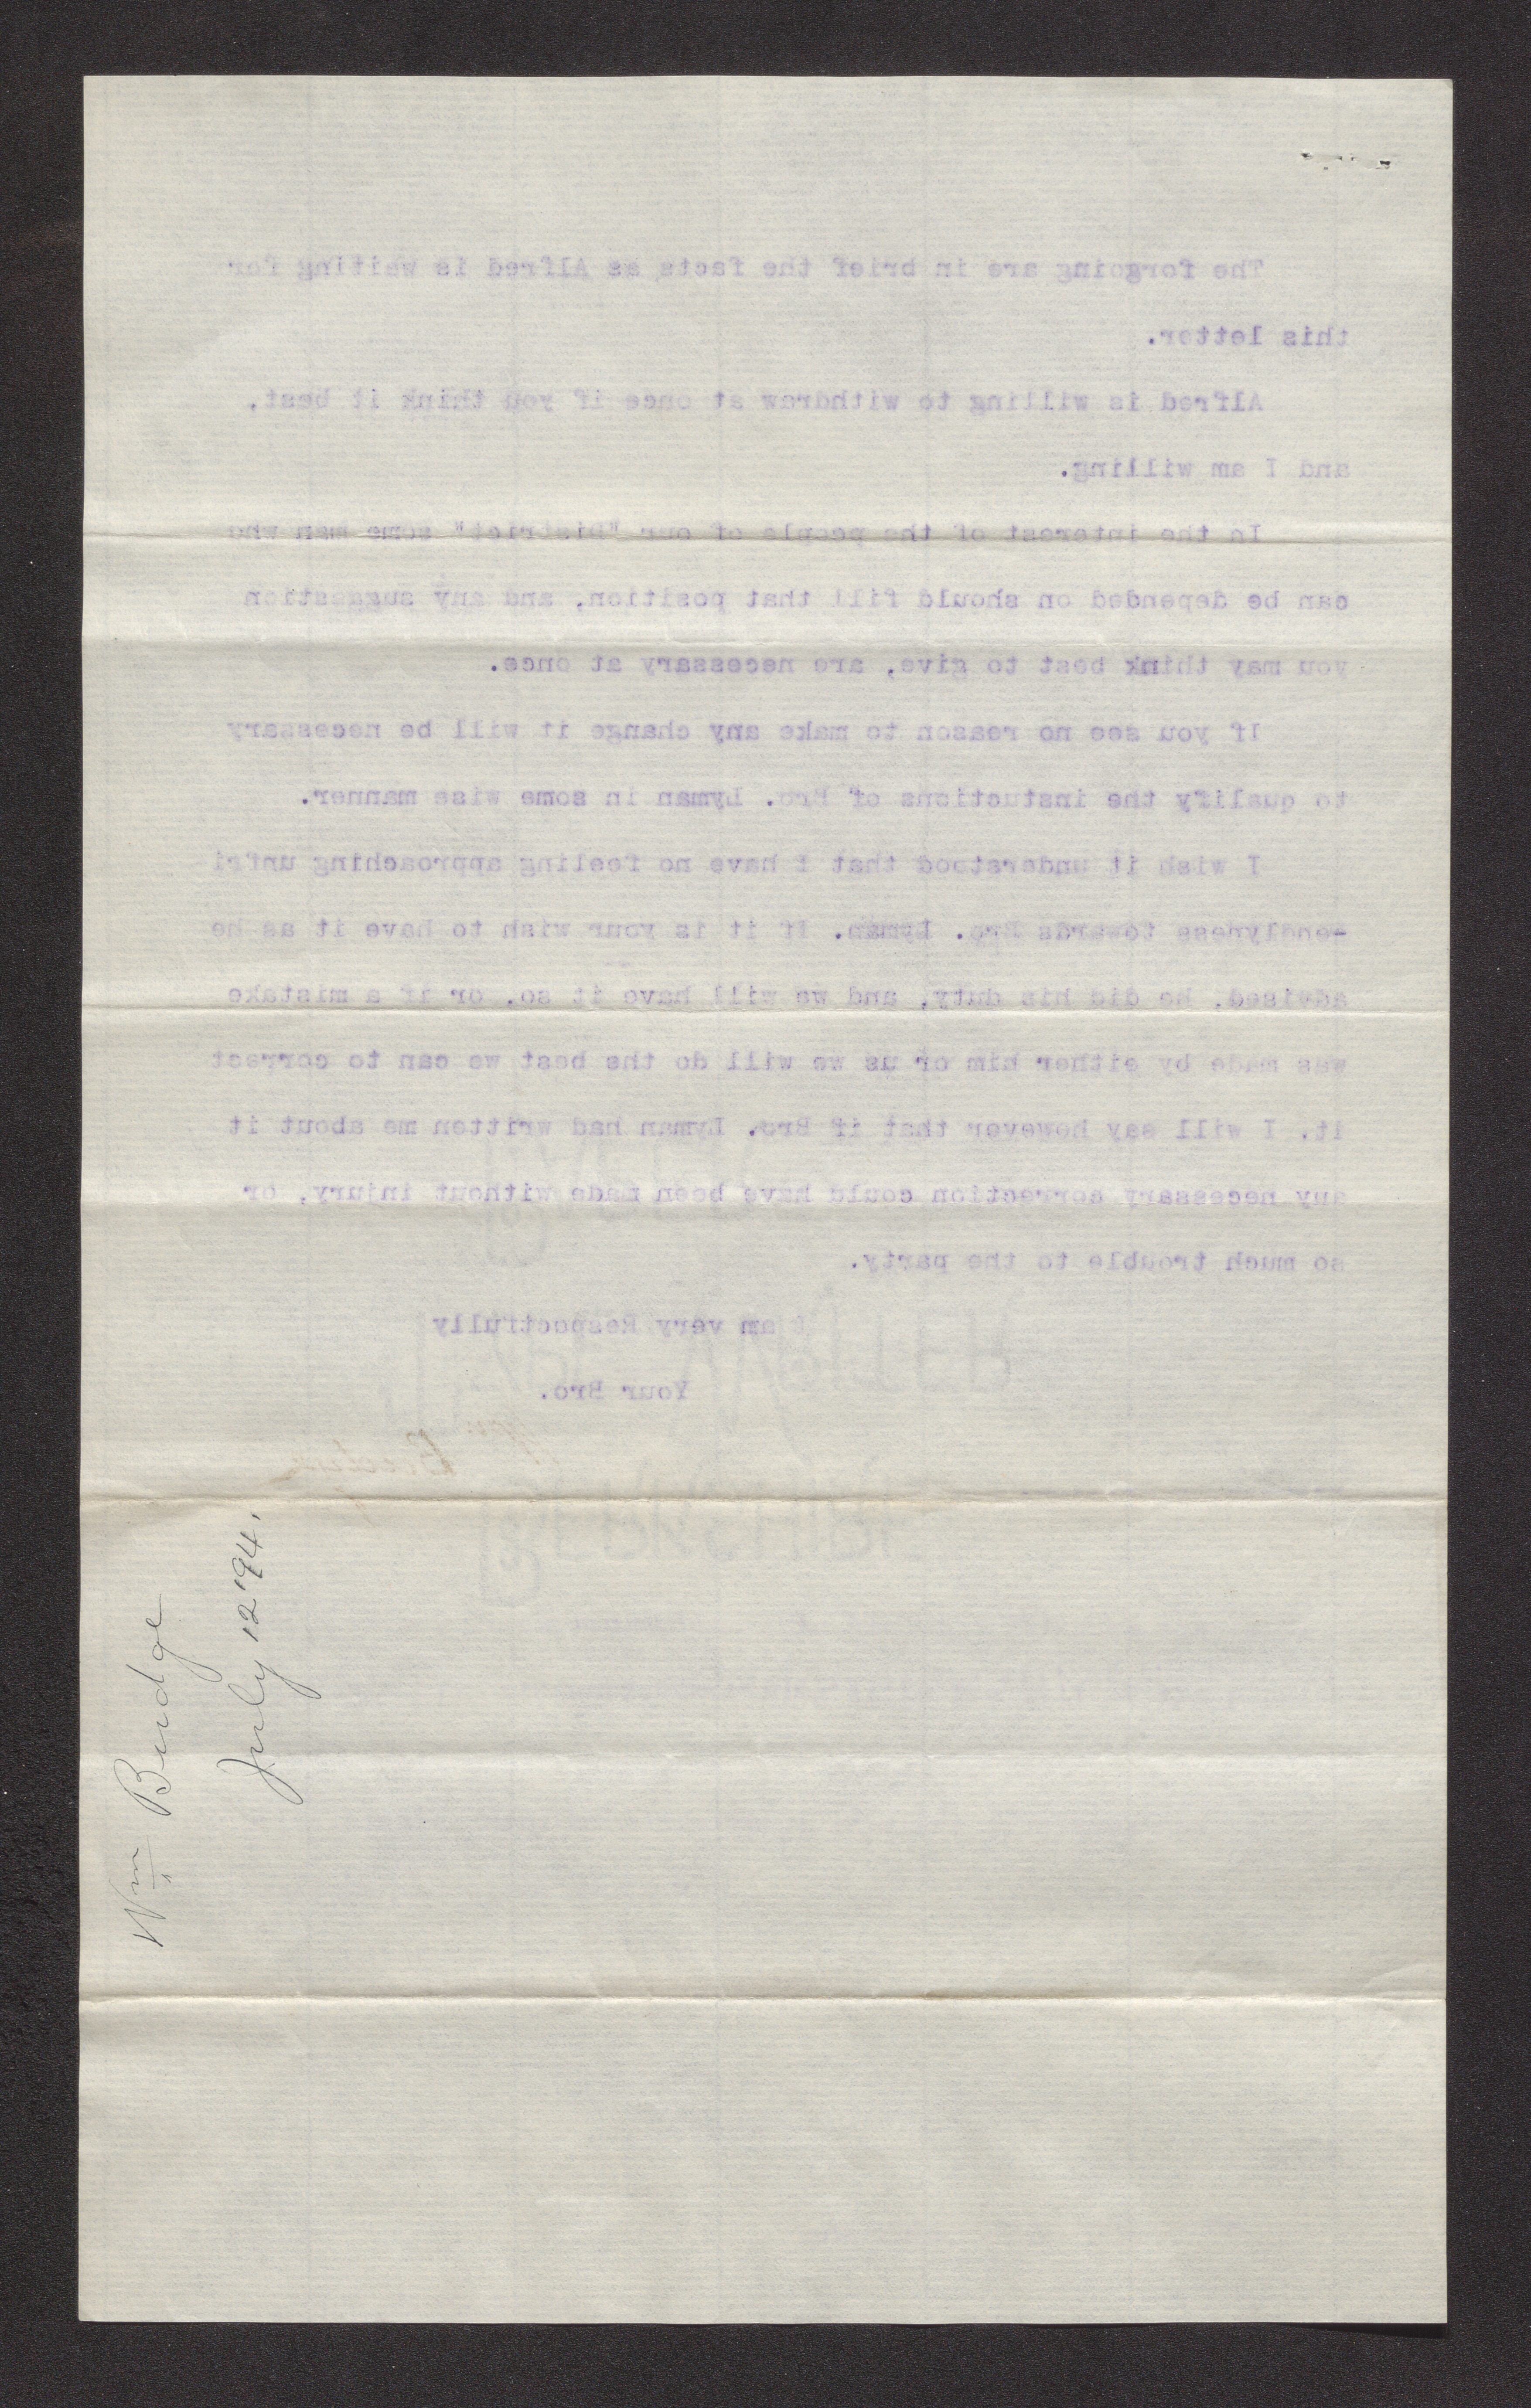 The forgoing are in brief the facts as Alfred is waiting for
this letter.
Alfred is willing to withdraw at once if you think it best,
and I am willing.
In the interest of the people of our "District" some man who
can be depended on should fill that position, and any suggestion
you may think best to give, are necessary at once.
If you see no reason to make any change it will be necessary
to qualify the instuctions of Bro. Lyman in some wise manner.
I wish it understood that I have no feeling approaching unfri
-endlyness towards Bro. Lyman. If it is your wish to have it as he
advised, he did his duty, and we will have it so, or if a mistake
was made by either him or us we will do the best we can to correct
it. I will say however that if Bro. Lyman had written me about it
any necessary correction could have been made without injury, or
so much trouble to the party.
I am very Respectfully
Your Bro.
Wm Budge
Wm Budge
July 12 '94.